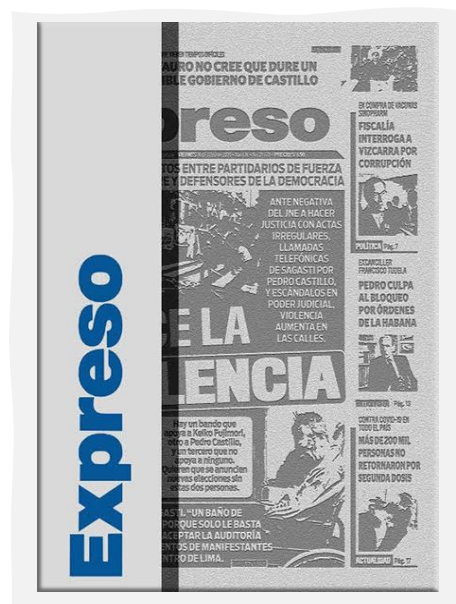 Expreso
AURO NO CREE QUE DURE UN
BLE GOBIERNO DE CASTILLO
preso
TOS ENTRE PARTIDARIOS DE FUERZA
E Y DEFENSORES DE LA DEMOCRACIA
ANTE NEGATIVA
DEL JNE A HACER
JUSTICIA CON ACTAS
IRREGULARES,
LLAMADAS
TELEFÓNICAS
DE SAGASTI POR
PEDRO CASTILLO,
Y ESCÁNDALOS EN
PODER JUDICIAL,
VIOLENCIA
AUMENTA EN
LAS CALLES.
CE LA
LENCIA
Hay un bando que
apoya a Keiko Fujimori,
otro a Pedro Castillo,
y un tercero que no
apoya a ninguno.
Quieren que se anuncien
nuevas elecciones sin
estas dos personas.
ASTI. “UN BAÑO DE
PORQUE SOLO LE BASTA
ACEPTAR LA AUDITORÍA
ENTOS DE MANIFESTANTES
NTRO DE LIMA.
EN COMPRA DE VACUNAS
SINOPHARM
FISCALÍA
INTERROGA A
VIZCARRA POR
CORRUPCIÓN
POLÍTICA Pág. 7
EXCANCILLER
FRANCISCO TUDELA
PEDRO CULPA
AL BLOQUEO
POR ÓRDENES
DE LA HABANA
CONTRA COVID-19 EN
TODO EL PAÍS
MÁS DE 200 MIL
PERSONAS NO
RETORNARON POR
SEGUNDA DOSIS
ACTUALIDAD Pág. 17